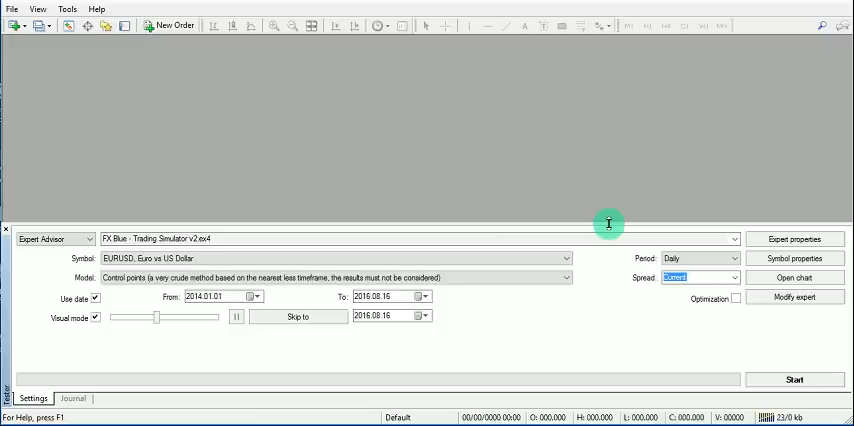 File View Tools Help
New Order
M1 M5
Expert Advisor FX Blue - Trading Simulator v2.ex4 Expert properties
Symbol: EURUSD, Euro vs US Dollar Period: Daily Symbol properties
Model: Control points (a very crude method based on the nearest less timeframe, the results must not be considered) Spread: Current Open chart
Use date From: 2014.01.01 To: 2016.08.16 Optimization Modify expert
Visual mode Skip to 2016.08.16
Start
Tester
Settings Journal
For Help, press F1 Default 00/00/0000 00:00 O: 000.000 H: 000.000 L: 000.000 C: 000.000 V: 00000 23/0 kb